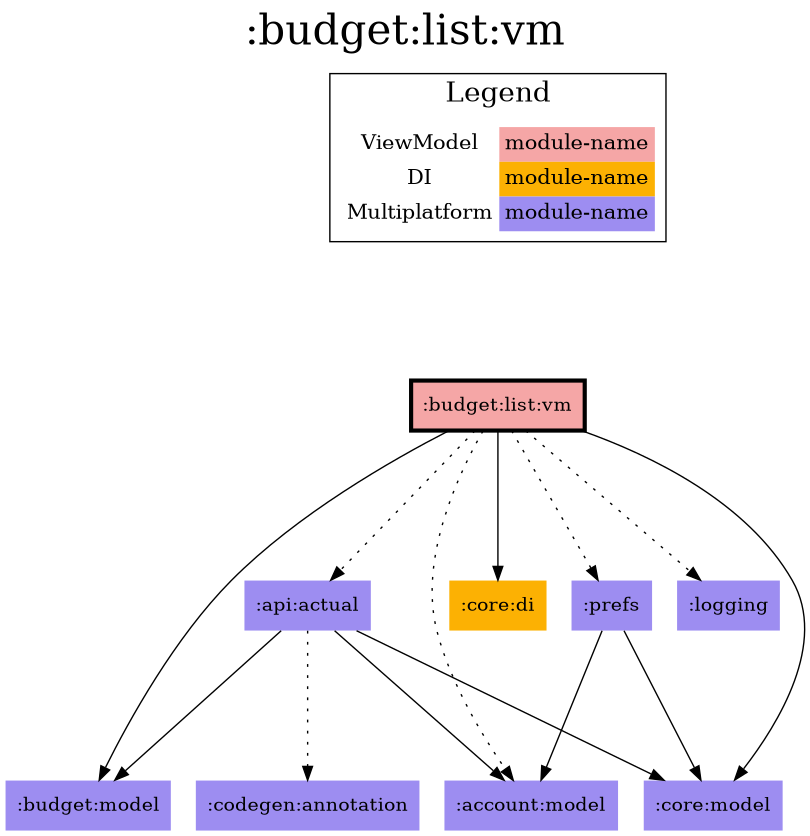 :budget:list:vm
Legend
ViewModel module-name
DI module-name
Multiplatform module-name
:budget:list:vm
:api:actual :core:di :prefs :logging
:budget:model :codegen:annotation :account:model :core:model